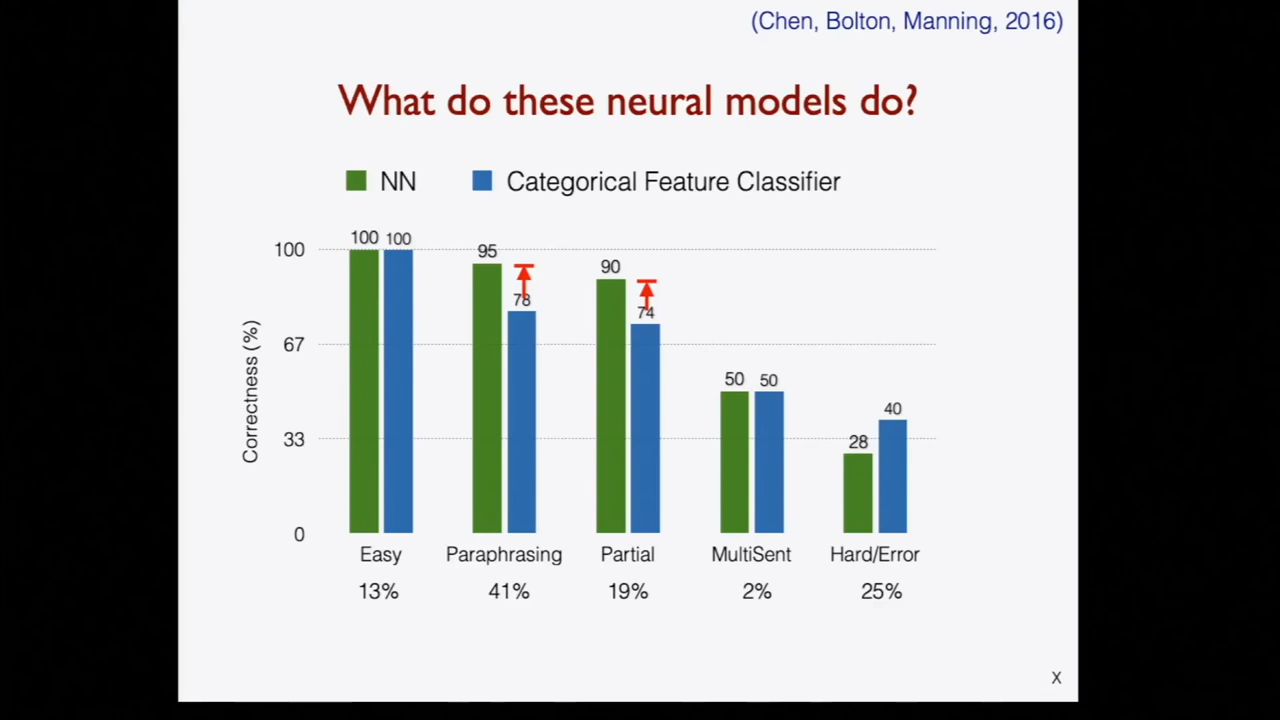 (Chen, Bolton, Manning, 2016)
What do these neural models do?
NN Categorical Feature Classifier
100 100 95 78 90 74 50 50 28 40
100
67
33
0
Correctness (%)
Easy Paraphrasing Partial MultiSent Hard/Error
13% 41% 19% 2% 25%
X